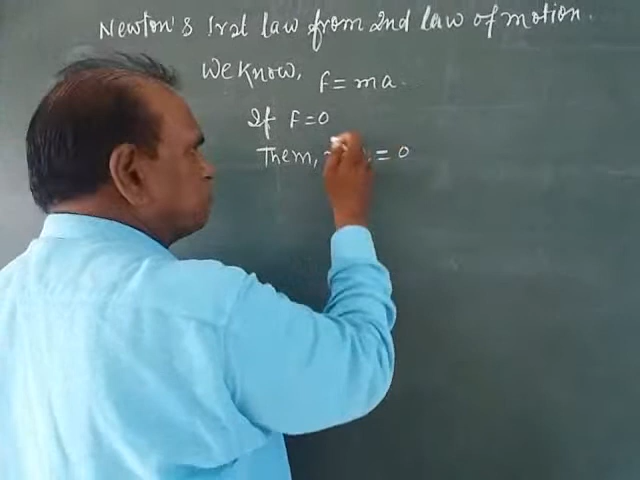 Newton's 1rst law from 2nd law of motion.
We Know, F = ma.
If F = 0
Them, = 0